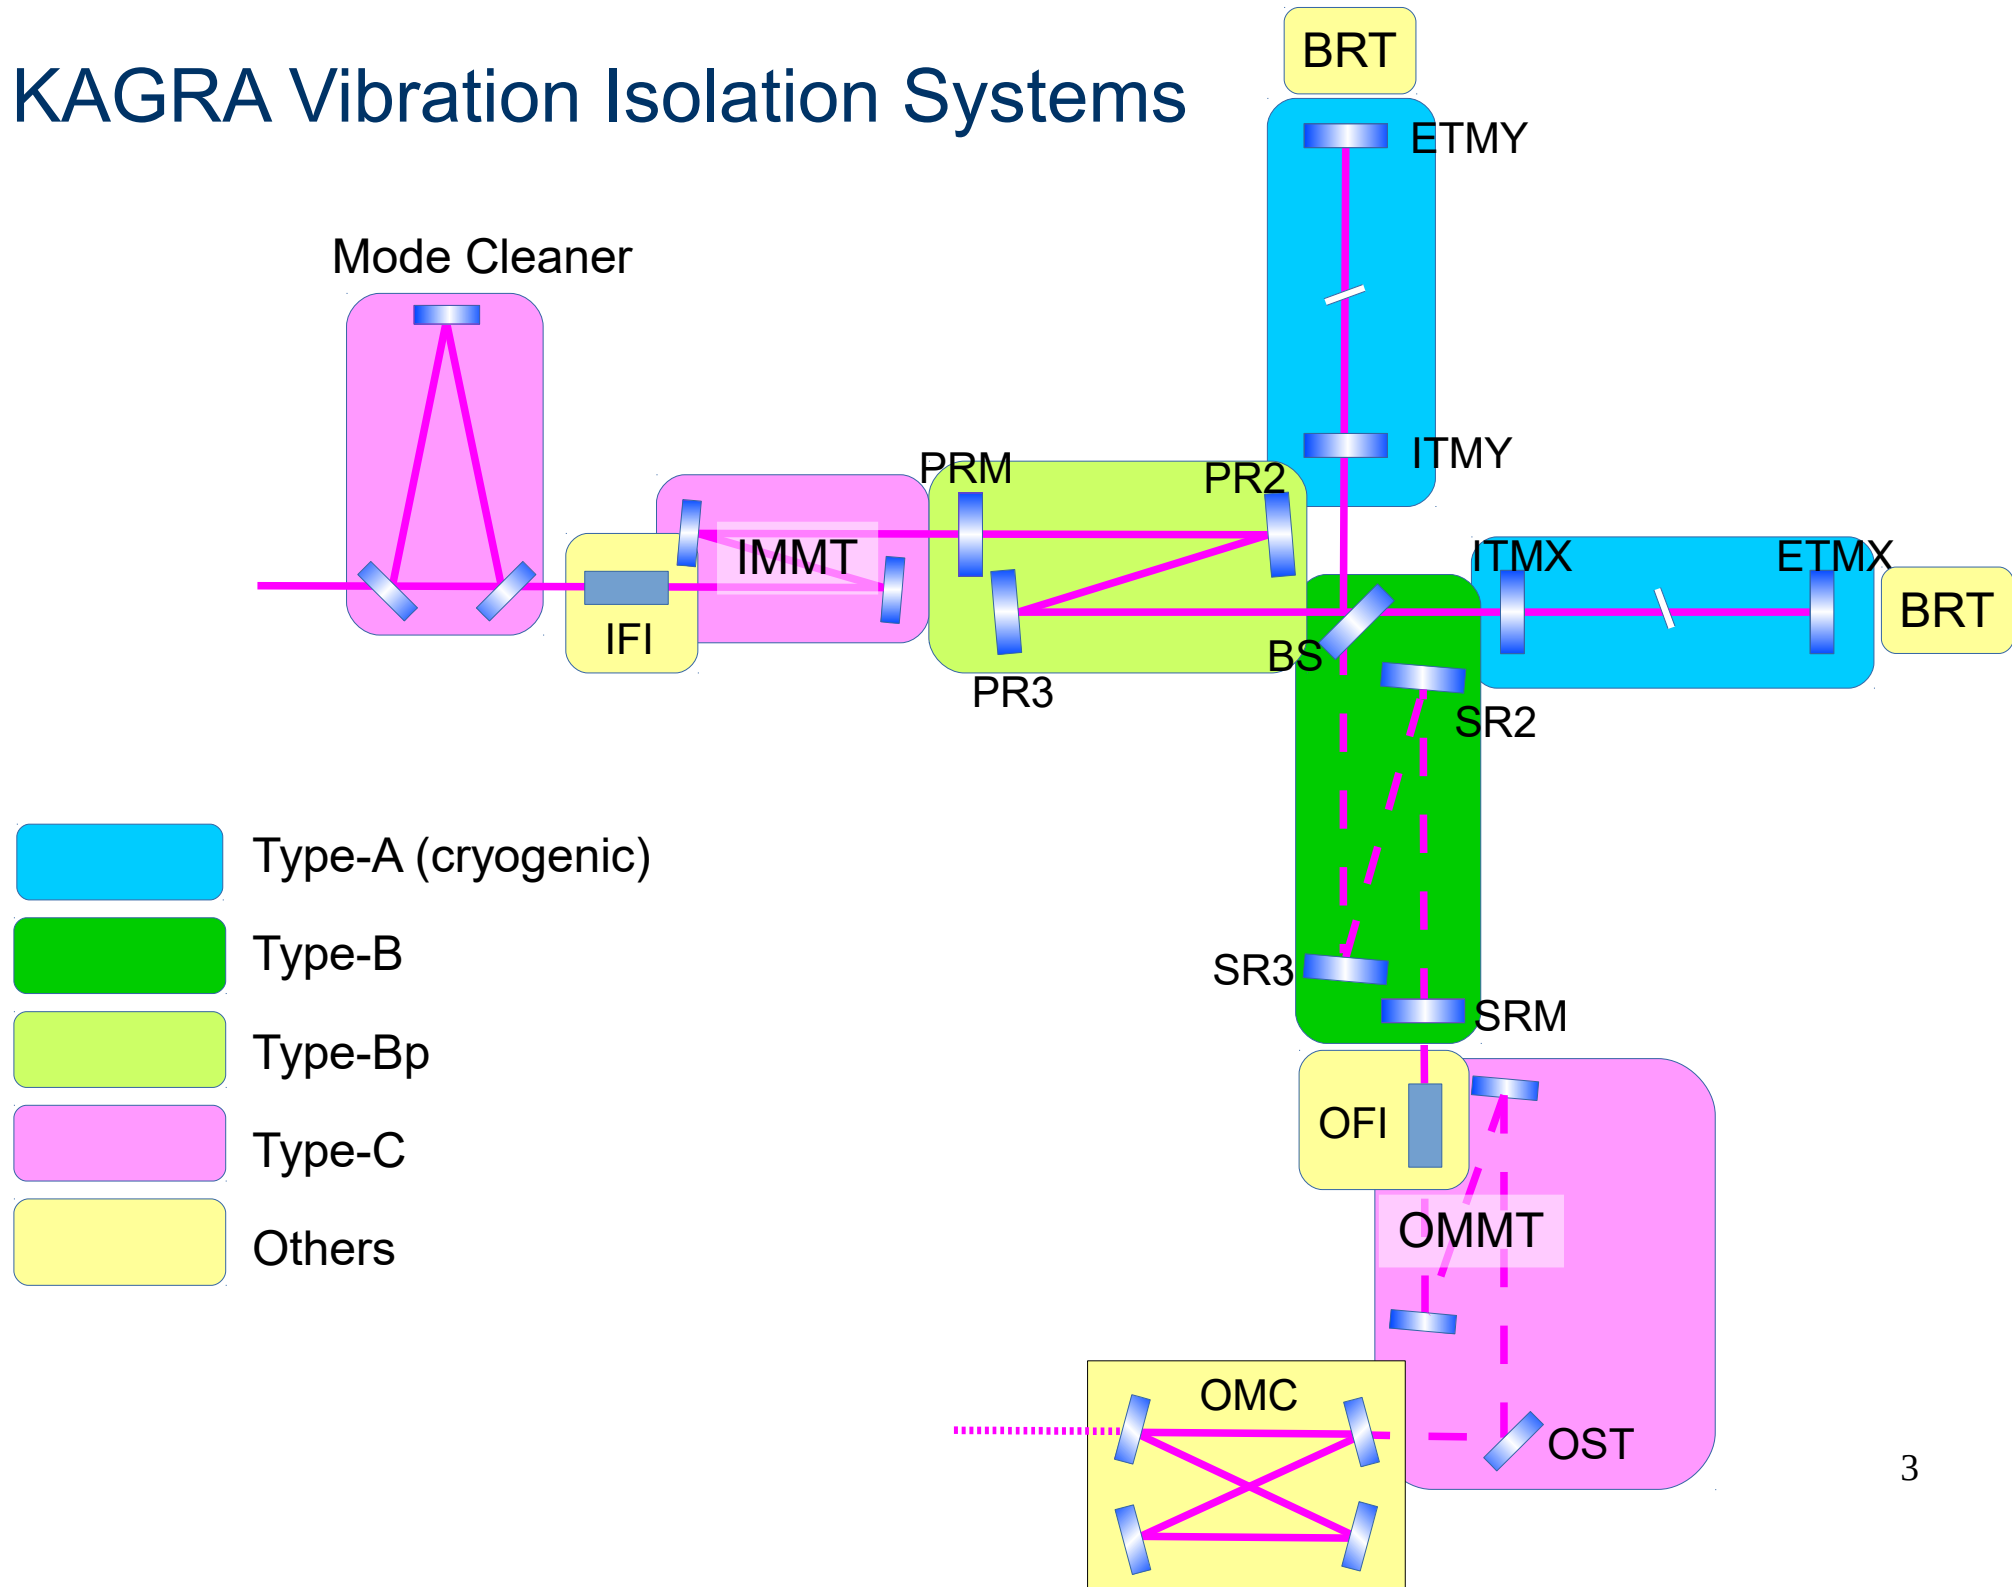 BRT
KAGRA Vibration Isolation Systems
ETMY
Mode Cleaner
ITMY
PRM
PR2
IMMT
ITMX
ETMX
BRT
IFI
BS
PR3
SR2
Type-A (cryogenic)
Type-B
SR3
SRM
Type-Bp
OFI
Type-C
OMMT
Others
OMC
OST
3